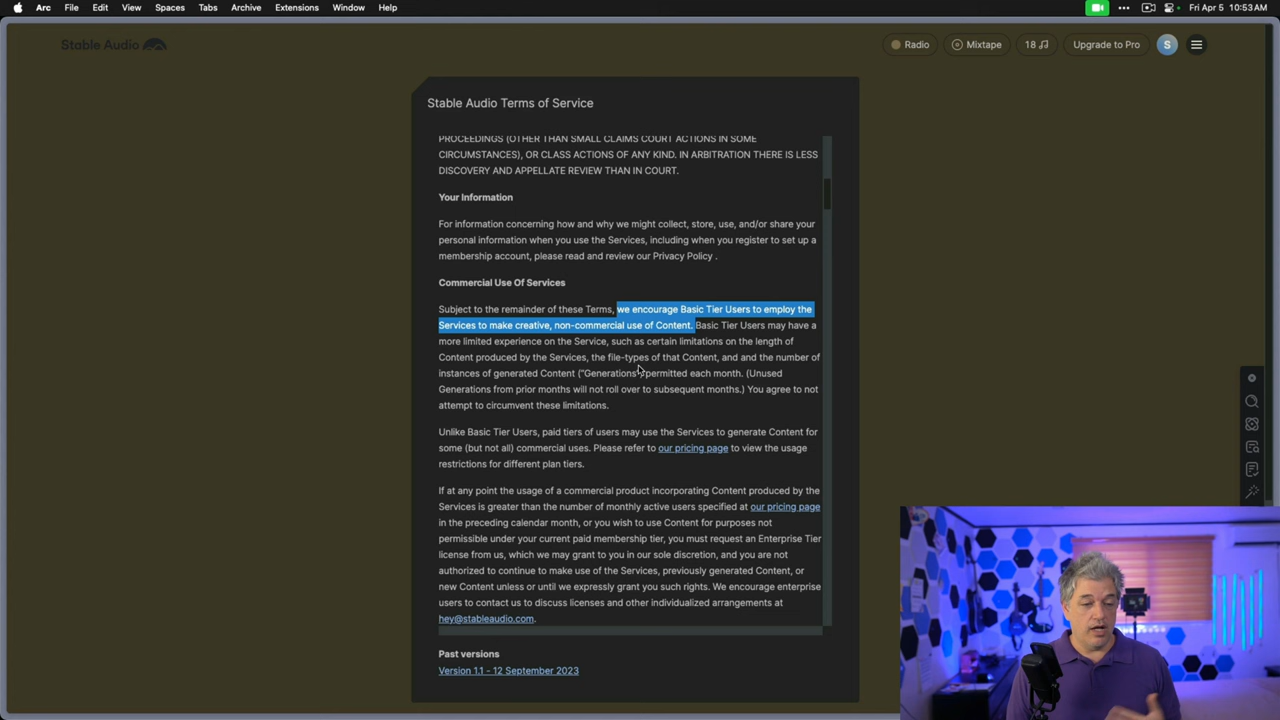 Arc File Edit View Spaces Tabs Archive Extensions Window Help Fri Apr 5 10:53 AM
Stable Audio Radio Mixtape 18 Upgrade to Pro S
Stable Audio Terms of Service
PROCEEDINGS (OTHER THAN SMALL CLAIMS COURT ACTIONS IN SOME
CIRCUMSTANCES), OR CLASS ACTIONS OF ANY KIND. IN ARBITRATION THERE IS LESS
DISCOVERY AND APPELLATE REVIEW THAN IN COURT.
Your Information
For information concerning how and why we might collect, store, use, and/or share your
personal information when you use the Services, including when you register to set up a
membership account, please read and review our Privacy Policy .
Commercial Use Of Services
Subject to the remainder of these Terms, we encourage Basic Tier Users to employ the
Services to make creative, non-commercial use of Content. Basic Tier Users may have a
more limited experience on the Service, such as certain limitations on the length of
Content produced by the Services, the file-types of that Content, and and the number of
instances of generated Content ("Generations") permitted each month. (Unused
Generations from prior months will not roll over to subsequent months.) You agree to not
attempt to circumvent these limitations.
Unlike Basic Tier Users, paid tiers of users may use the Services to generate Content for
some (but not all) commercial uses. Please refer to our pricing page to view the usage
restrictions for different plan tiers.
If at any point the usage of a commercial product incorporating Content produced by the
Services is greater than the number of monthly active users specified at our pricing page
in the preceding calendar month, or you wish to use Content for purposes not
permissible under your current paid membership tier, you must request an Enterprise Tier
license from us, which we may grant to you in our sole discretion, and you are not
authorized to continue to make use of the Services, previously generated Content, or
new Content unless or until we expressly grant you such rights. We encourage enterprise
users to contact us to discuss licenses and other individualized arrangements at
hey@stableaudio.com.
Past versions
Version 1.1 - 12 September 2023